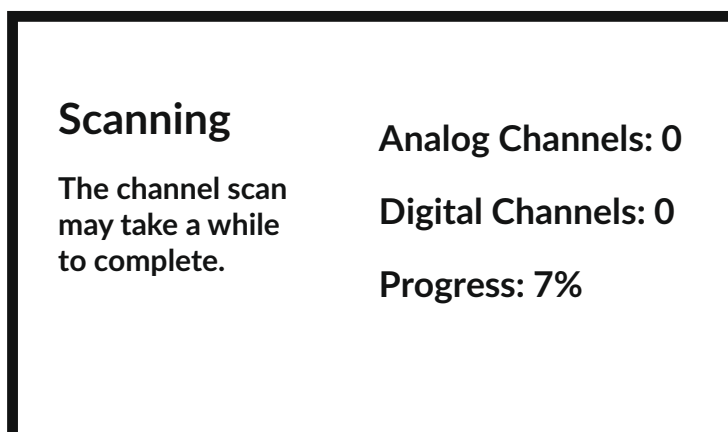 Scanning
The channel scan
may take a while
to complete.
Analog Channels: 0
Digital Channels: 0
Progress: 7%